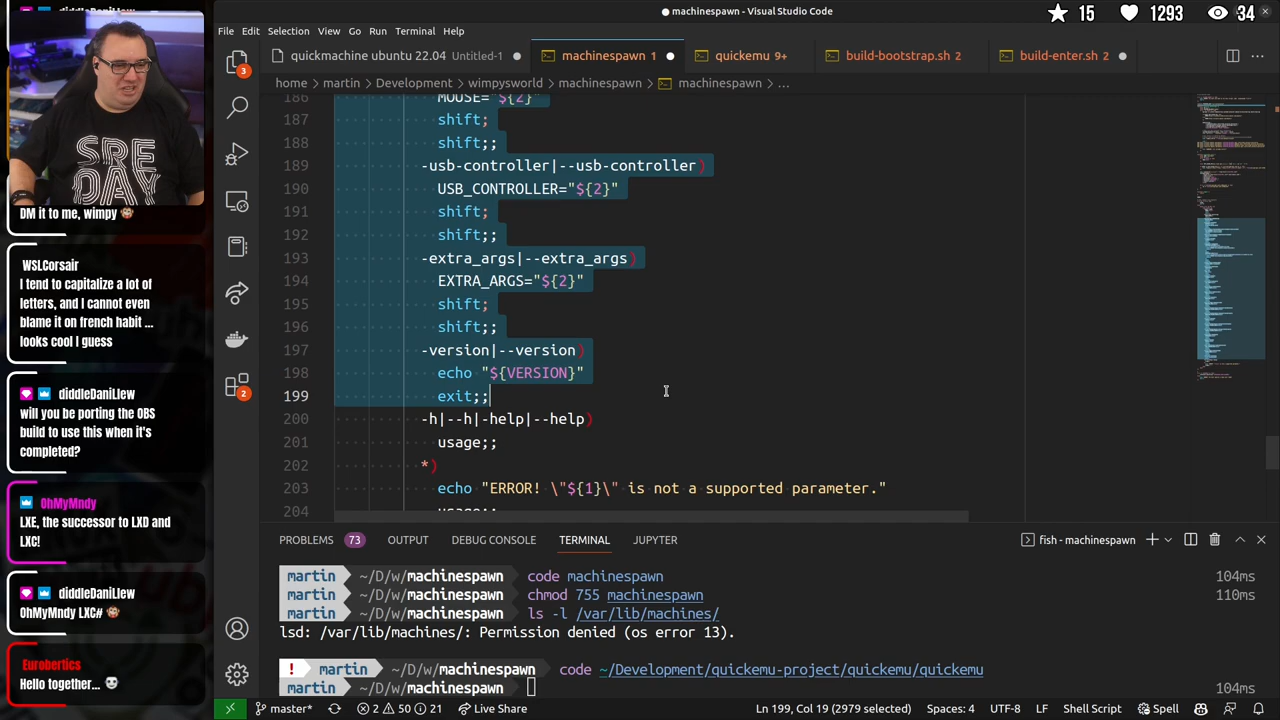 diddleDaniLlew
DM it to me, wimpy 🐵
WSLCorsair
I tend to capitalize a lot of
letters, and I cannot even
blame it on french habit ...
looks cool I guess
diddleDaniLlew
will you be porting the OBS
build to use this when it's
completed?
OhMyMndy
LXE, the successor to LXD and
LXC!
diddleDaniLlew
OhMyMndy LXC# 🐵
Eurobertics
Hello together... 💀
SRE
DAY
● machinespawn - Visual Studio Code
15 1293 34
File Edit Selection View Go Run Terminal Help
quickmachine ubuntu 22.04 Untitled-1 ● machinespawn 1 ● quickemu 9+ build-bootstrap.sh 2 build-enter.sh 2 ●
home > martin > Development > wimpysworld > machinespawn > machinespawn > ...
3
2
186 MOUSE="${2}"
187 shift;
188 shift;;
189 -usb-controller|--usb-controller)
190 USB_CONTROLLER="${2}"
191 shift;
192 shift;;
193 -extra_args|--extra_args)
194 EXTRA_ARGS="${2}"
195 shift;
196 shift;;
197 -version|--version)
198 echo "${VERSION}"
199 exit;;
200 -h|--h|-help|--help)
201 usage;;
202 *)
203 echo "ERROR! \"${1}\" is not a supported parameter."
204 usage;;
PROBLEMS 73 OUTPUT DEBUG CONSOLE TERMINAL JUPYTER fish - machinespawn
martin ~/D/w/machinespawn code machinespawn 104ms
martin ~/D/w/machinespawn chmod 755 machinespawn 110ms
martin ~/D/w/machinespawn ls -l /var/lib/machines/
lsd: /var/lib/machines/: Permission denied (os error 13).
! martin ~/D/w/machinespawn code ~/Development/quickemu-project/quickemu/quickemu
martin ~/D/w/machinespawn 104ms
master* 2 50 21 Live Share Ln 199, Col 19 (2979 selected) Spaces: 4 UTF-8 LF Shell Script Spell